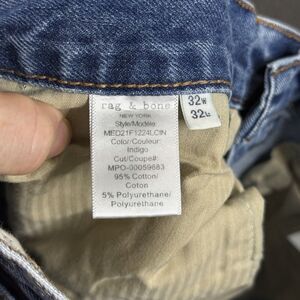 rag & bone
NEW YORK
Style/Modèle:
MED21F1224LCIN
Color/Couleur:
Indigo
Cut/Coupe#:
MPO-00059683
95% Cotton/
Coton
5% Polyurethane/
Polyurethane
32W
32L